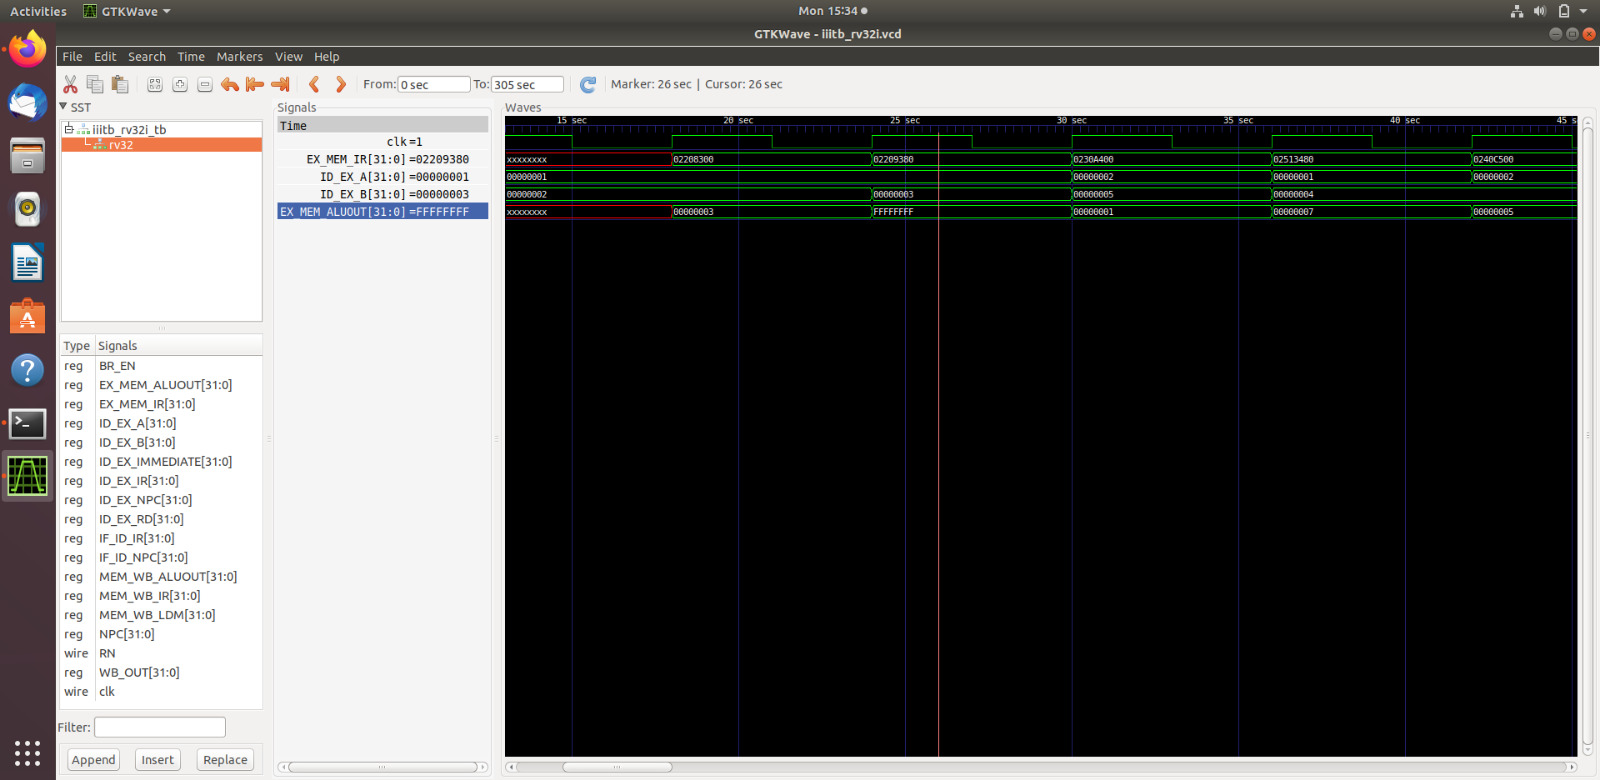 Activities GTKWave Mon 15:34
GTKWave - iiitb_rv32i.vcd
File Edit Search Time Markers View Help
From: 0 sec To: 305 sec Marker: 26 sec | Cursor: 26 sec
SST
iiitb_rv32i_tb
rv32
Type Signals
reg BR_EN
reg EX_MEM_ALUOUT[31:0]
reg EX_MEM_IR[31:0]
reg ID_EX_A[31:0]
reg ID_EX_B[31:0]
reg ID_EX_IMMEDIATE[31:0]
reg ID_EX_IR[31:0]
reg ID_EX_NPC[31:0]
reg ID_EX_RD[31:0]
reg IF_ID_IR[31:0]
reg IF_ID_NPC[31:0]
reg MEM_WB_ALUOUT[31:0]
reg MEM_WB_IR[31:0]
reg MEM_WB_LDM[31:0]
reg NPC[31:0]
wire RN
reg WB_OUT[31:0]
wire clk
Filter:
Append Insert Replace
Signals
Time
clk=1
EX_MEM_IR[31:0]=02209380
ID_EX_A[31:0]=00000001
ID_EX_B[31:0]=00000003
EX_MEM_ALUOUT[31:0]=FFFFFFFF
Waves
15 sec 20 sec 25 sec 30 sec 35 sec 40 sec 45 s
xxxxxxxx 02208300 02209380 0230A400 02513480 0240C500
00000001 00000002 00000001 00000002
00000002 00000003 00000005 00000004
xxxxxxxx 00000003 FFFFFFFF 00000001 00000007 00000005